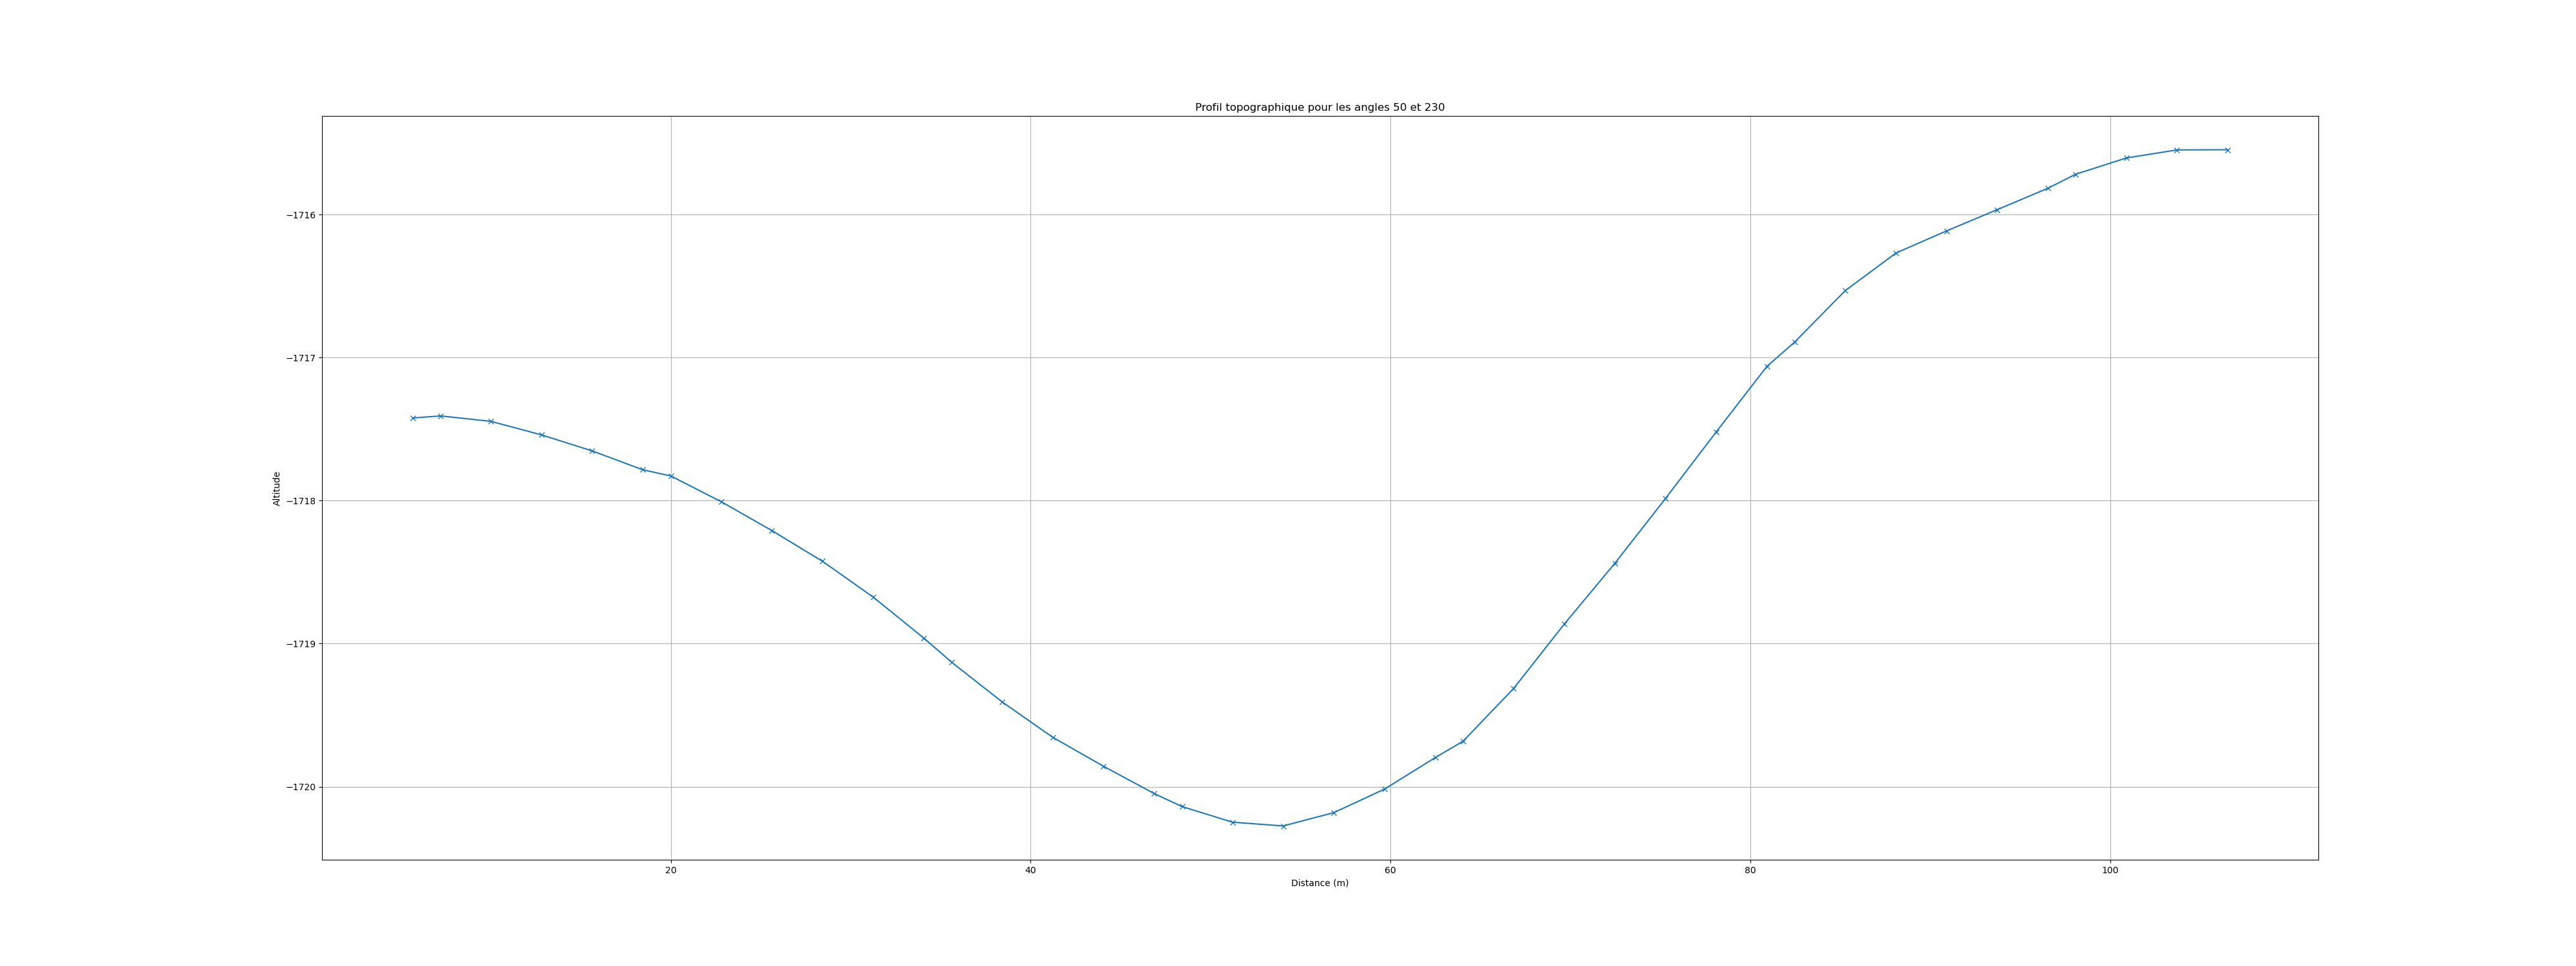 Profil topographique pour les angles 50 et 230
−1716
−1717
−1718
−1719
−1720
Altitude
20 40 60 80 100
Distance (m)